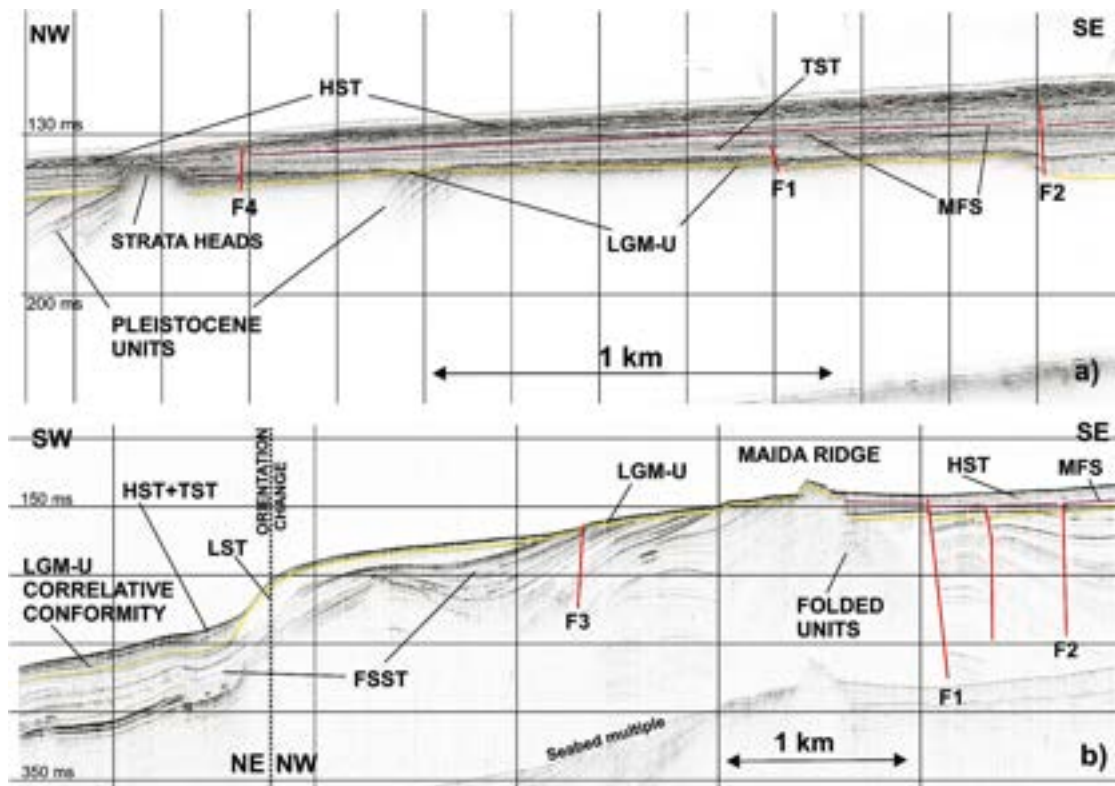 NW
SE
HST
TST
130 ms
F4
F1
F2
MFS
STRATA HEADS
LGM-U
200 ms
PLEISTOCENE
UNITS
1 km
a)
SW
SE
ORIENTATION
CHANGE
MAIDA RIDGE
LGM-U
HST
MFS
HST+TST
150 ms
LST
LGM-U
CORRELATIVE
CONFORMITY
F3
FOLDED
UNITS
F2
FSST
F1
Seabed multiple
1 km
NE
NW
b)
350 ms